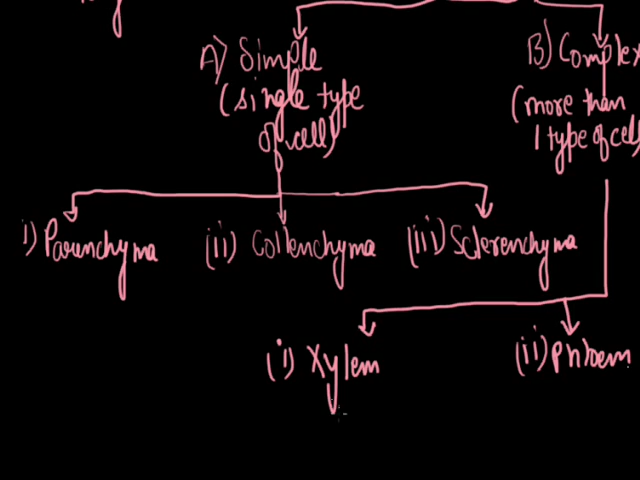 A) Simple
(single type
of cell)
B) Complex
(more than
1 type of cell
i) Parenchyma
(ii) Collenchyma
(iii) Sclerenchyma
(i) Xylem
(ii) Phloem